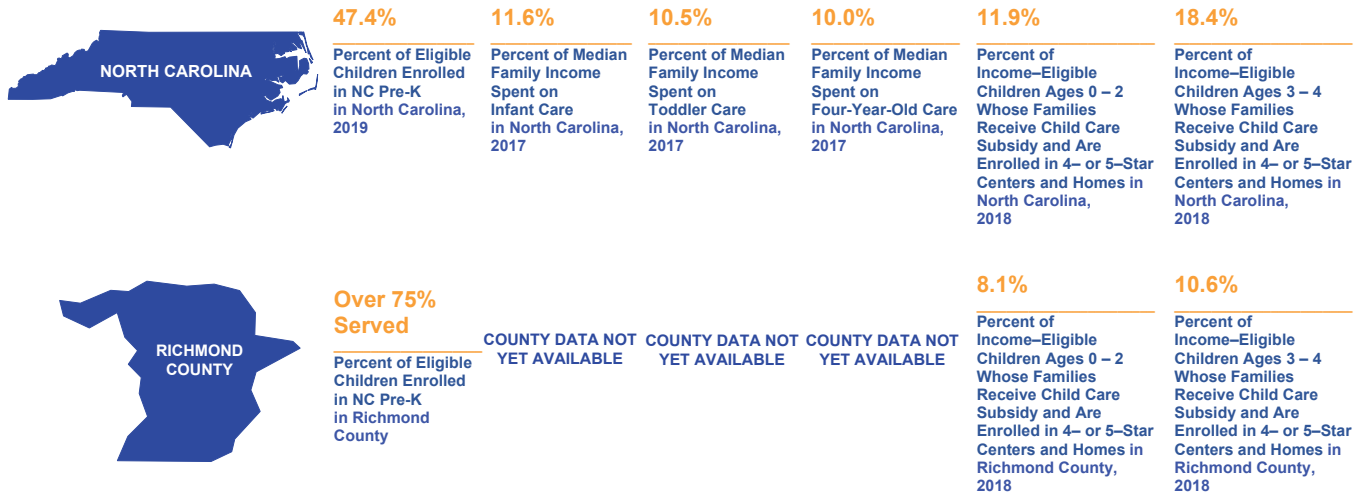 NORTH CAROLINA
47.4%
Percent of Eligible
Children Enrolled
in NC Pre-K
in North Carolina,
2019
11.6%
Percent of Median
Family Income
Spent on
Infant Care
in North Carolina,
2017
10.5%
Percent of Median
Family Income
Spent on
Toddler Care
in North Carolina,
2017
10.0%
Percent of Median
Family Income
Spent on
Four-Year-Old Care
in North Carolina,
2017
11.9%
Percent of
Income–Eligible
Children Ages 0 – 2
Whose Families
Receive Child Care
Subsidy and Are
Enrolled in 4– or 5–Star
Centers and Homes in
North Carolina,
2018
18.4%
Percent of
Income–Eligible
Children Ages 3 – 4
Whose Families
Receive Child Care
Subsidy and Are
Enrolled in 4– or 5–Star
Centers and Homes in
North Carolina,
2018
RICHMOND
COUNTY
Over 75%
Served
Percent of Eligible
Children Enrolled
in NC Pre-K
in Richmond
County
COUNTY DATA NOT
YET AVAILABLE
COUNTY DATA NOT
YET AVAILABLE
COUNTY DATA NOT
YET AVAILABLE
8.1%
Percent of
Income–Eligible
Children Ages 0 – 2
Whose Families
Receive Child Care
Subsidy and Are
Enrolled in 4– or 5–Star
Centers and Homes in
Richmond County,
2018
10.6%
Percent of
Income–Eligible
Children Ages 3 – 4
Whose Families
Receive Child Care
Subsidy and Are
Enrolled in 4– or 5–Star
Centers and Homes in
Richmond County,
2018